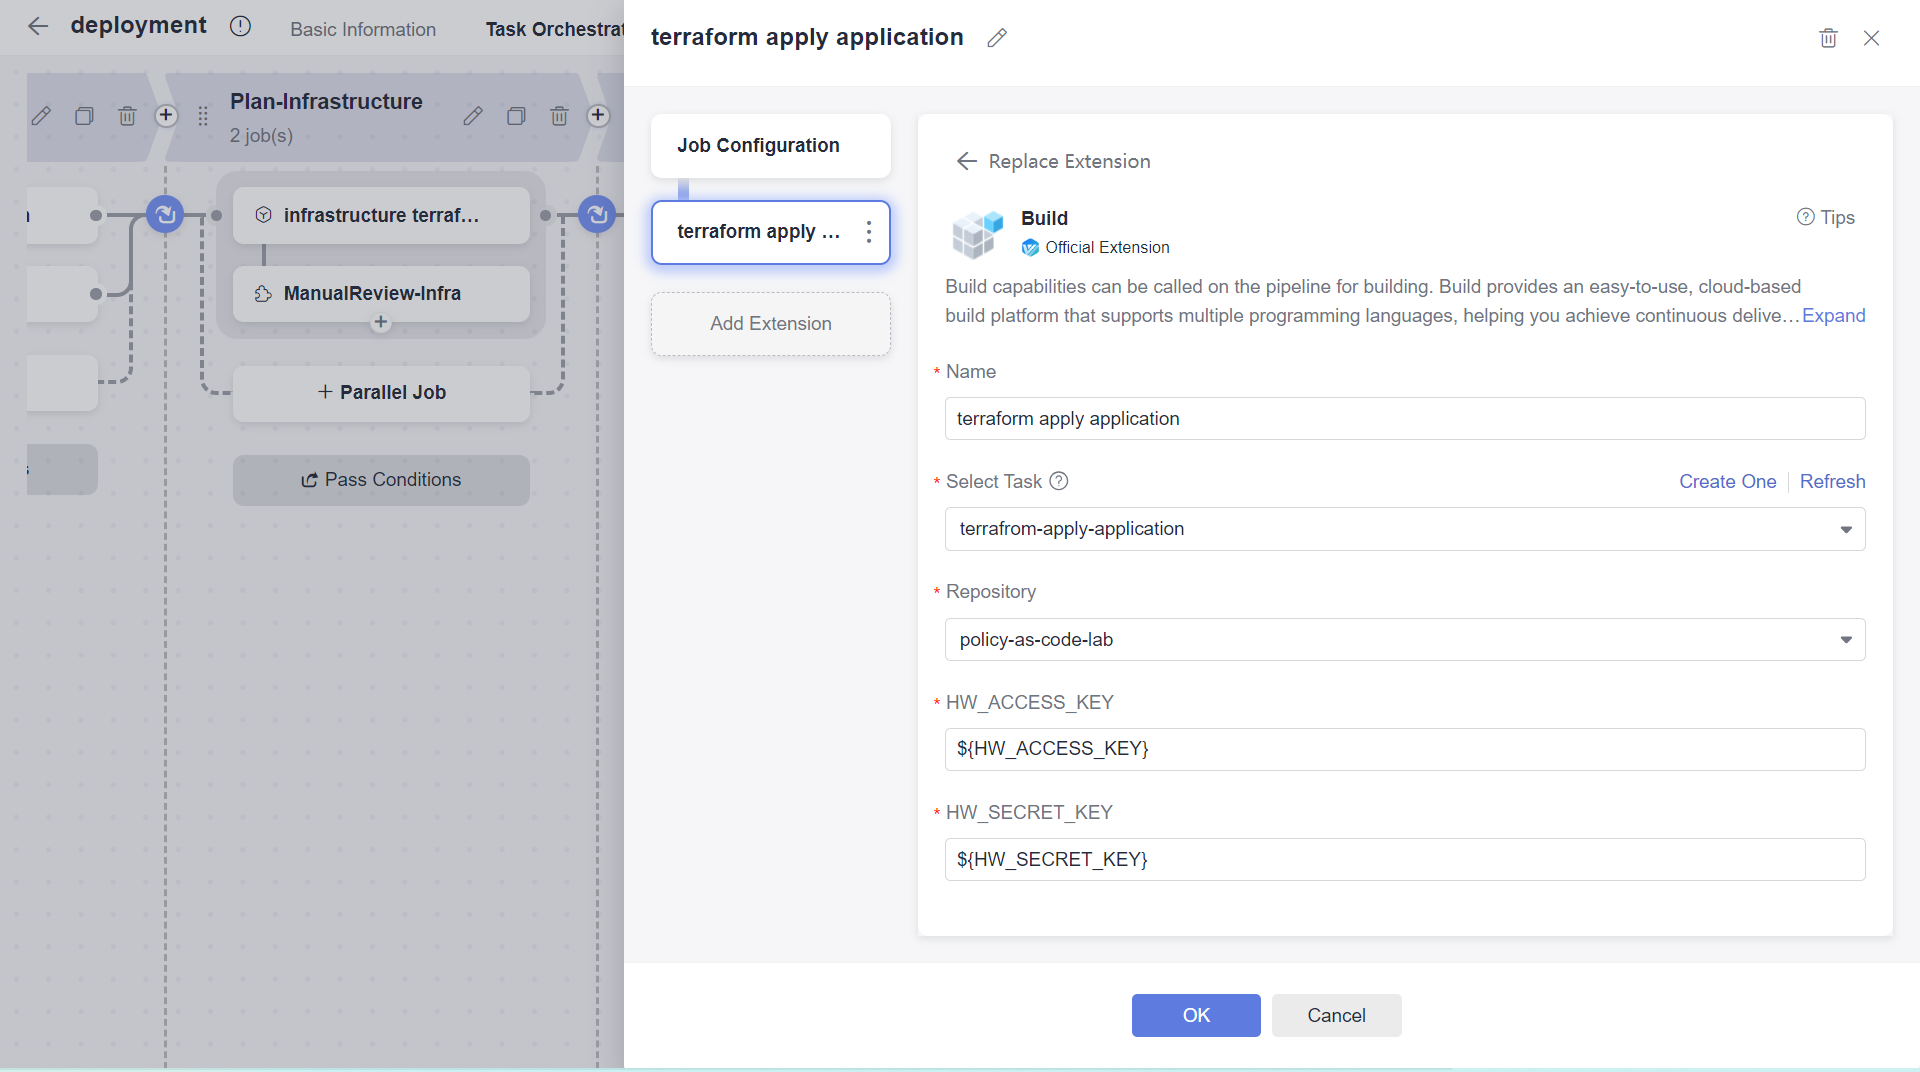 deployment
Basic Information
Task Orchestrat
Plan-Infrastructure
2 job(s)
infrastructure terraf...
ManualReview-Infra
Parallel Job
Pass Conditions
terraform apply application
Job Configuration
terraform apply ...
Add Extension
Replace Extension
Build
Official Extension
Tips
Build capabilities can be called on the pipeline for building. Build provides an easy-to-use, cloud-based
build platform that supports multiple programming languages, helping you achieve continuous delive... Expand
* Name
terraform apply application
* Select Task
Create One
Refresh
terrafrom-apply-application
* Repository
policy-as-code-lab
* HW_ACCESS_KEY
${HW_ACCESS_KEY}
* HW_SECRET_KEY
${HW_SECRET_KEY}
OK
Cancel